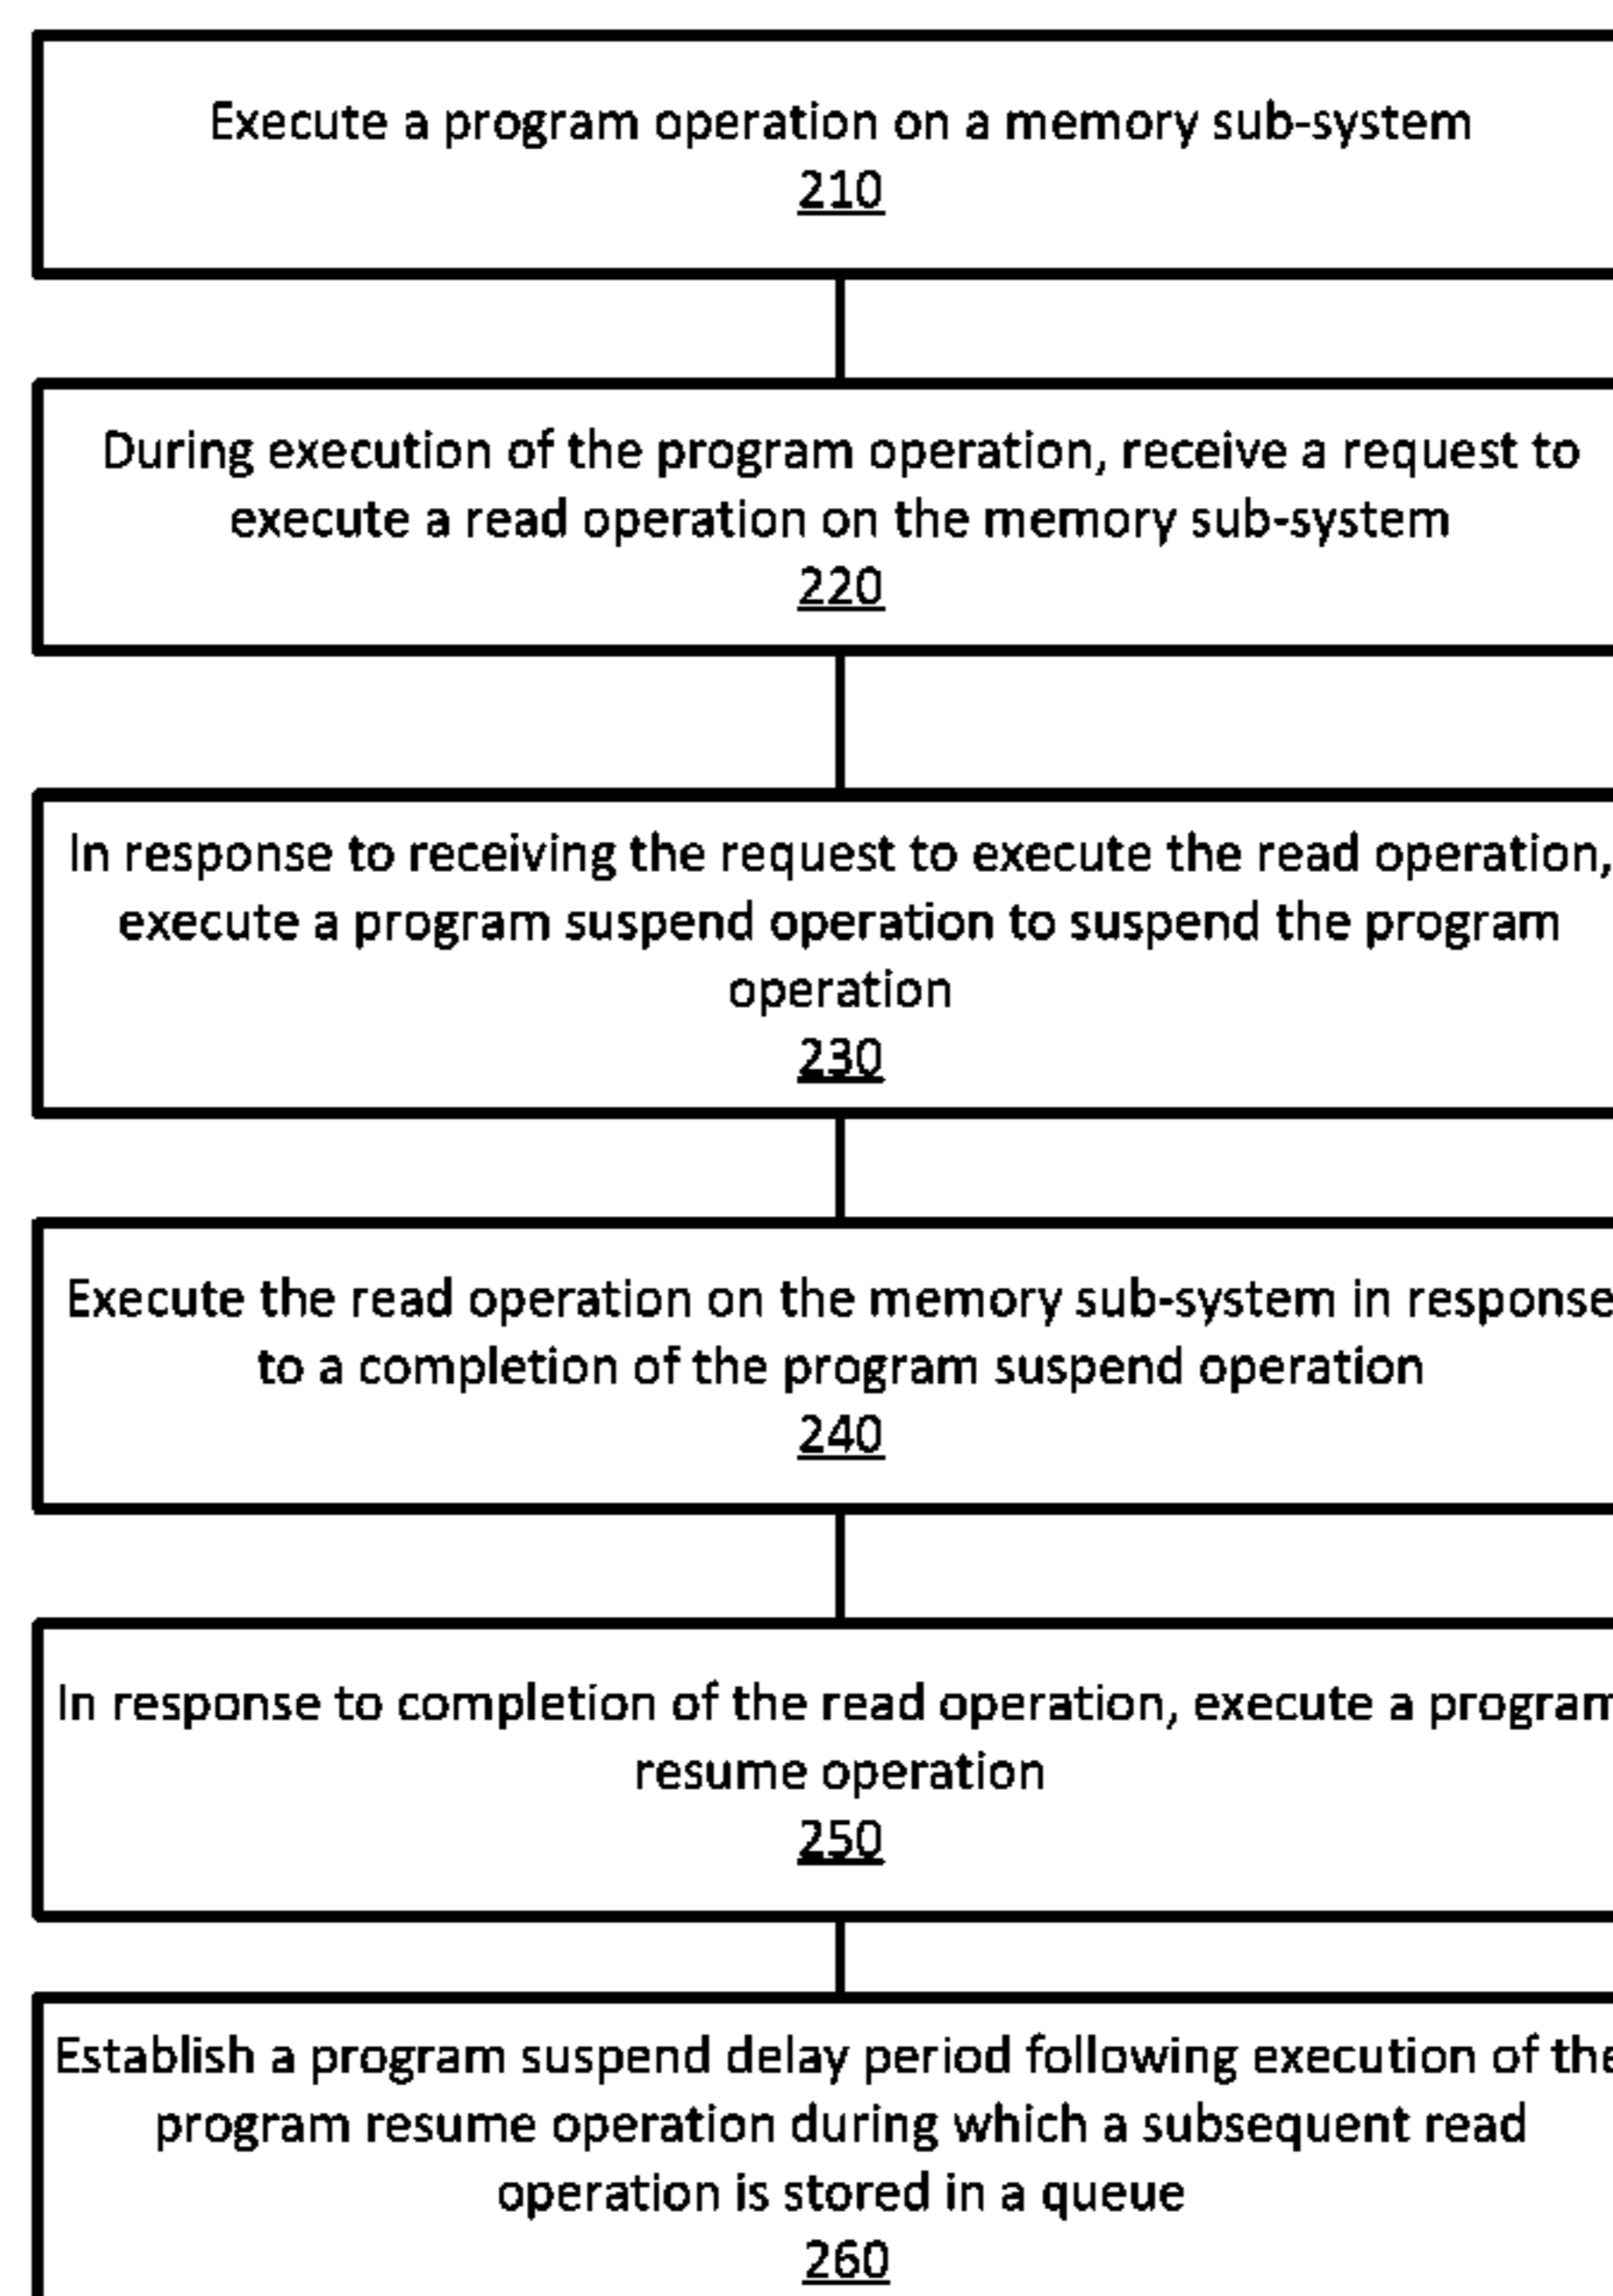 Execute a program operation on a memory sub-system
210
During execution of the program operation, receive a request to
execute a read operation on the memory sub-system
220
In response to receiving the request to execute the read operation,
execute a program suspend operation to suspend the program
operation
230
Execute the read operation on the memory sub-system in response
to a completion of the program suspend operation
240
In response to completion of the read operation, execute a program
resume operation
250
Establish a program suspend delay period following execution of the
program resume operation during which a subsequent read
operation is stored in a queue
260